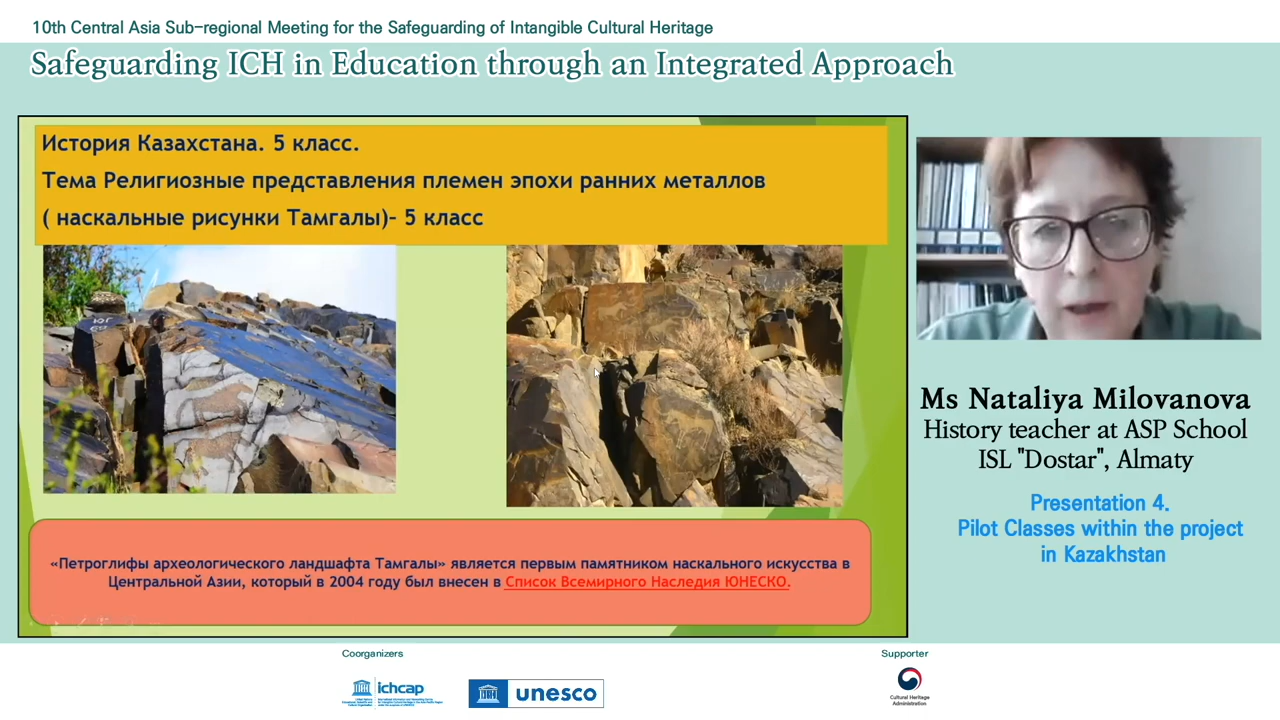 10th Central Asia Sub-regional Meeting for the Safeguarding of Intangible Cultural Heritage
Safeguarding ICH in Education through an Integrated Approach
История Казахстана. 5 класс.
Тема Религиозные представления племен эпохи ранних металлов
( наскальные рисунки Тамгалы)– 5 класс
«Петроглифы археологического ландшафта Тамгалы» является первым памятником наскального искусства в
Центральной Азии, который в 2004 году был внесен в Список Всемирного Наследия ЮНЕСКО.
Ms Nataliya Milovanova
History teacher at ASP School
ISL "Dostar", Almaty
Presentation 4.
Pilot Classes within the project
in Kazakhstan
Coorganizers
ichcap
unesco
Supporter
Cultural Heritage
Administration